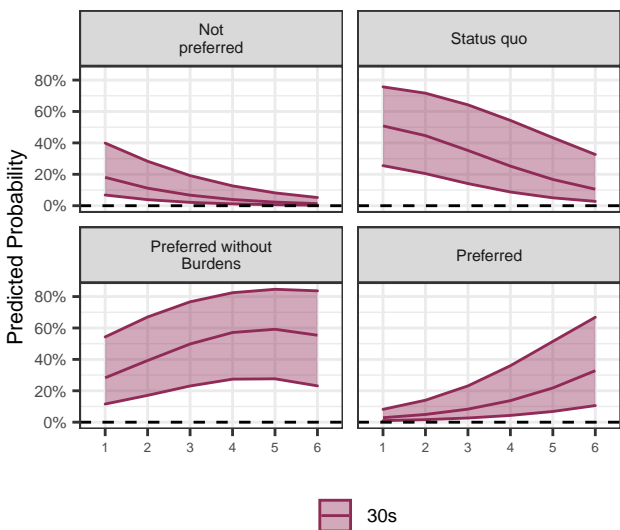 Not
preferred
Status quo
80%
60%
40%
20%
0%
Predicted Probability
Preferred without
Burdens
Preferred
80%
60%
40%
20%
0%
1 2 3 4 5 6 1 2 3 4 5 6
30s